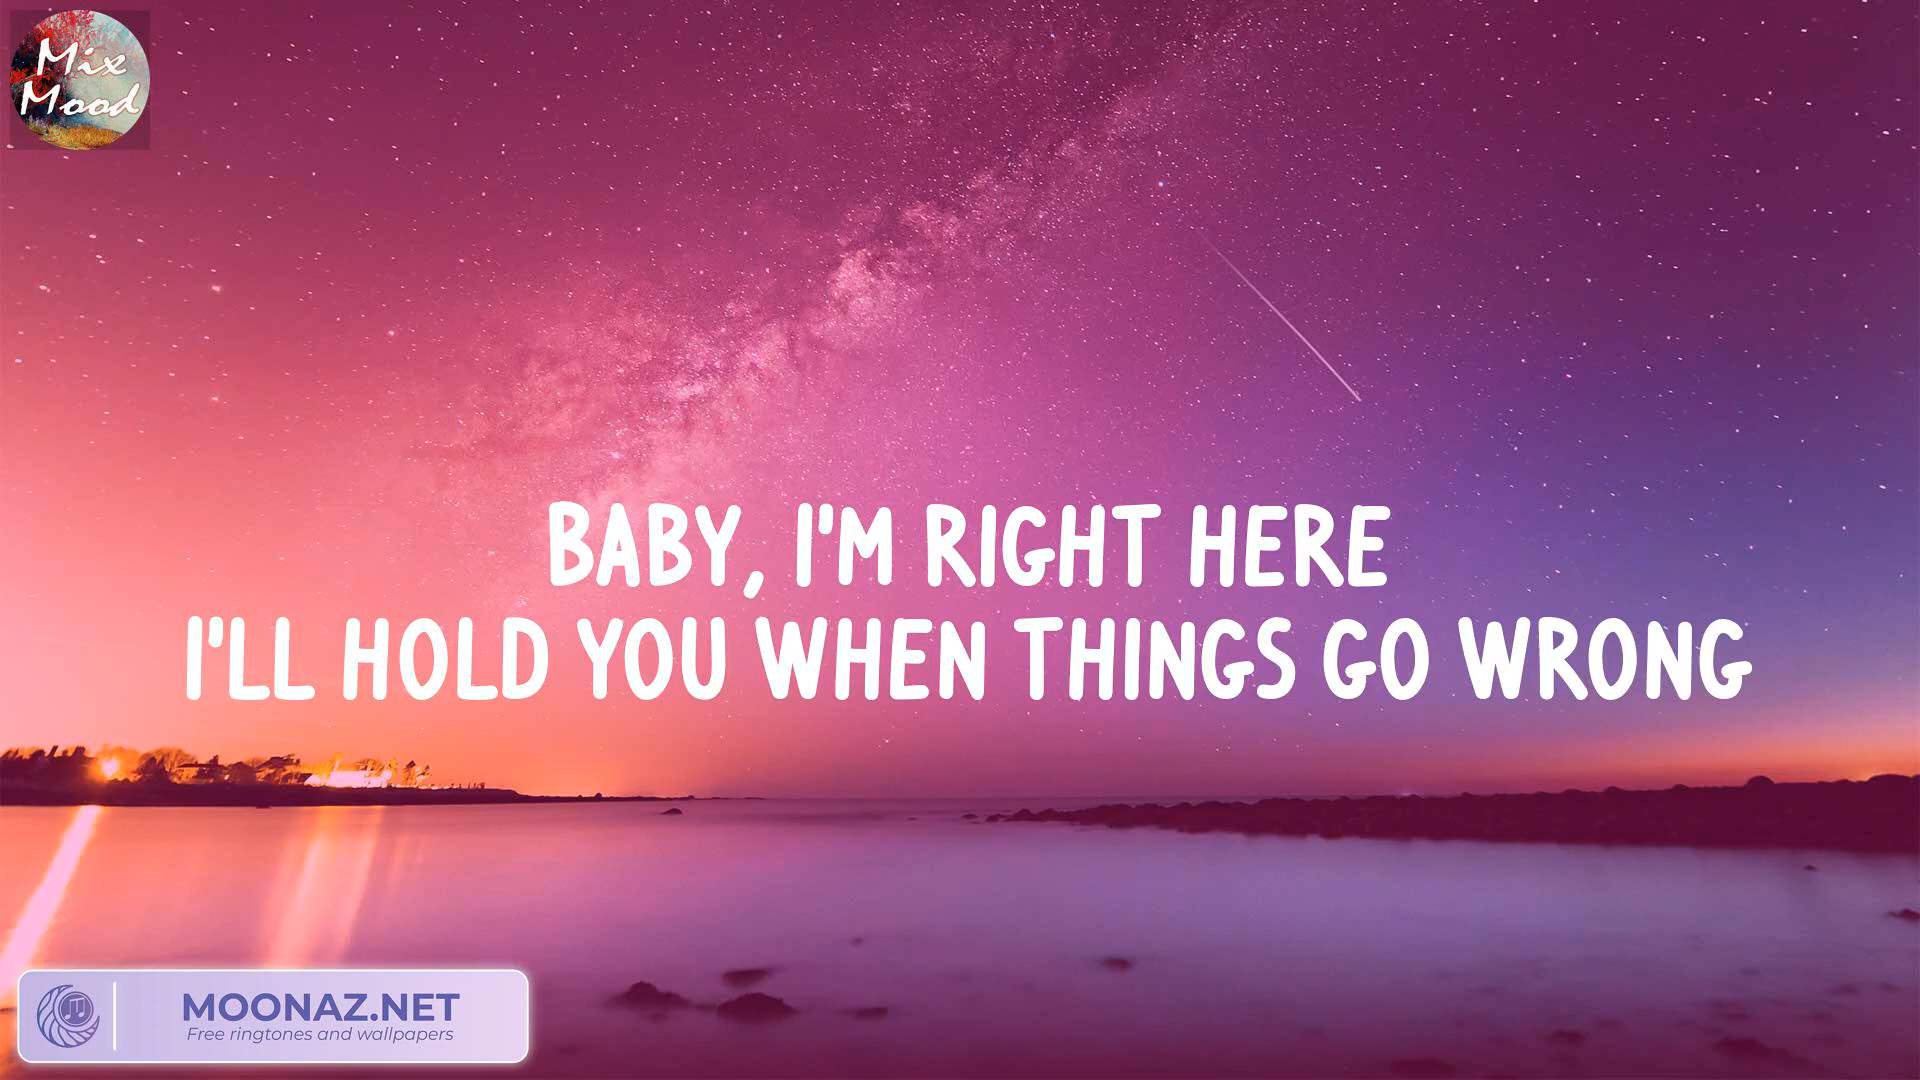 Mix
Mood
BABY, I'M RIGHT HERE
I'LL HOLD YOU WHEN THINGS GO WRONG
MOONAZ.NET
Free ringtones and wallpapers